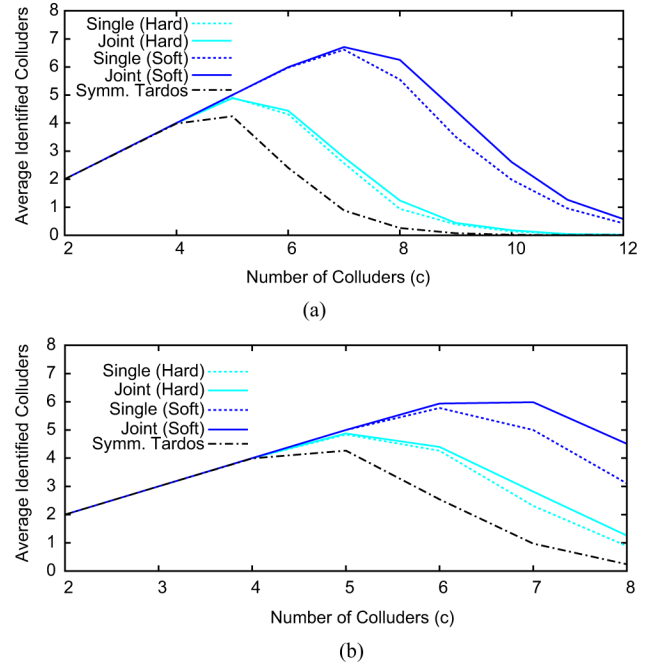 8
7
6
5
4
3
2
1
0
Average Identified Colluders
Single (Hard)
Joint (Hard)
Single (Soft)
Joint (Soft)
Symm. Tardos
2 4 6 8 10 12
Number of Colluders (c)
(a)
8
7
6
5
4
3
2
1
0
Average Identified Colluders
Single (Hard)
Joint (Hard)
Single (Soft)
Joint (Soft)
Symm. Tardos
2 3 4 5 6 7 8
Number of Colluders (c)
(b)